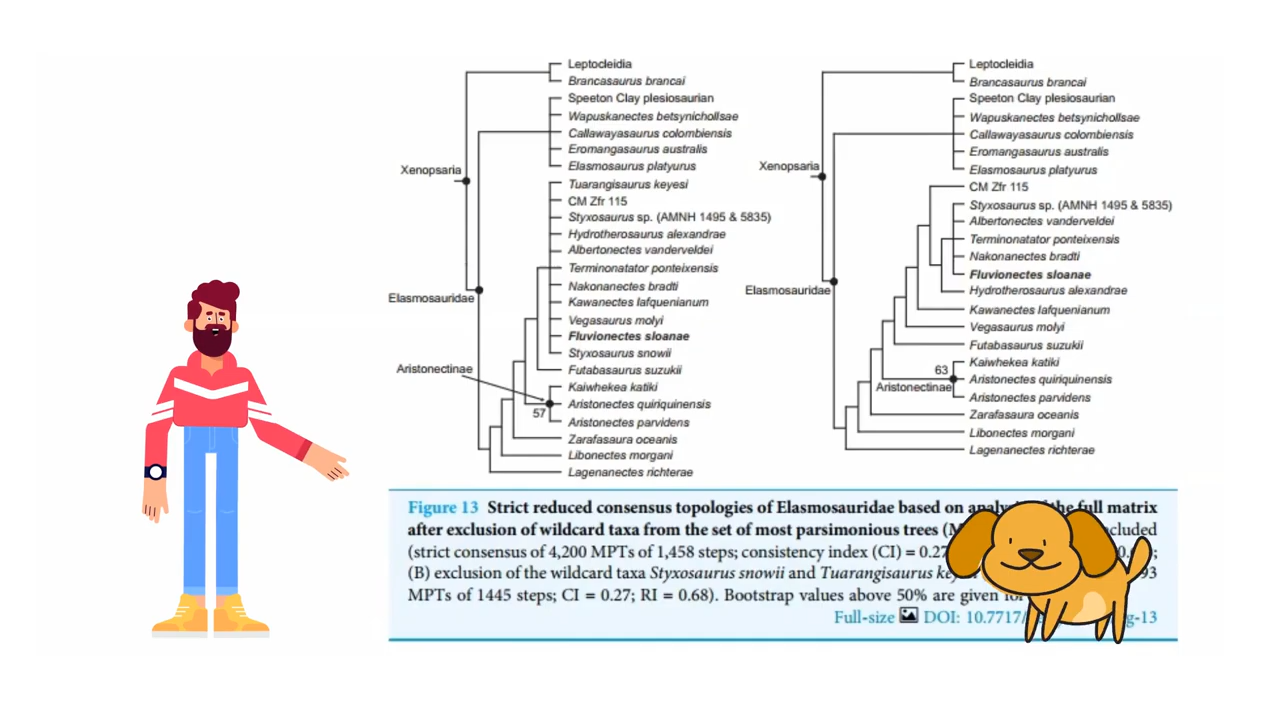 Leptocleidia
Brancasaurus brancai
Speeton Clay plesiosaurian
Wapuskanectes betsynichollsae
Callawayasaurus colombiensis
Eromangasaurus australis
Elasmosaurus platyurus
Xenopsaria
Tuarangisaurus keyesi
CM Zfr 115
Styxosaurus sp. (AMNH 1495 & 5835)
Hydrotherosaurus alexandrae
Albertonectes vanderveldei
Terminonatator ponteixensis
Nakonanectes bradti
Elasmosauridae
Kawanectes lafquenianum
Vegasaurus molyi
Fluvionectes sloanae
Styxosaurus snowii
Futabasaurus suzukii
Aristonectinae
Kaiwhekea katiki
Aristonectes quiriquinensis
57
Aristonectes parvidens
Zarafasaura oceanis
Libonectes morgani
Lagenanectes richterae
Leptocleidia
Brancasaurus brancai
Speeton Clay plesiosaurian
Wapuskanectes betsynichollsae
Callawayasaurus colombiensis
Eromangasaurus australis
Xenopsaria
Elasmosaurus platyurus
CM Zfr 115
Styxosaurus sp. (AMNH 1495 & 5835)
Albertonectes vanderveldei
Terminonatator ponteixensis
Nakonanectes bradti
Fluvionectes sloanae
Elasmosauridae
Hydrotherosaurus alexandrae
Kawanectes lafquenianum
Vegasaurus molyi
Futabasaurus suzukii
Kaiwhekea katiki
63
Aristonectes quiriquinensis
Aristonectinae
Aristonectes parvidens
Zarafasaura oceanis
Libonectes morgani
Lagenanectes richterae
Figure 13 Strict reduced consensus topologies of Elasmosauridae based on the full matrix
after exclusion of wildcard taxa from the set of most parsimonious trees
(strict consensus of 4,200 MPTs of 1,458 steps; consistency index (CI) = 0.27
(B) exclusion of the wildcard taxa Styxosaurus snowii and Tuarangisaurus
MPTs of 1445 steps; CI = 0.27; RI = 0.68). Bootstrap values above 50% are given
Full-size DOI: 10.7717/